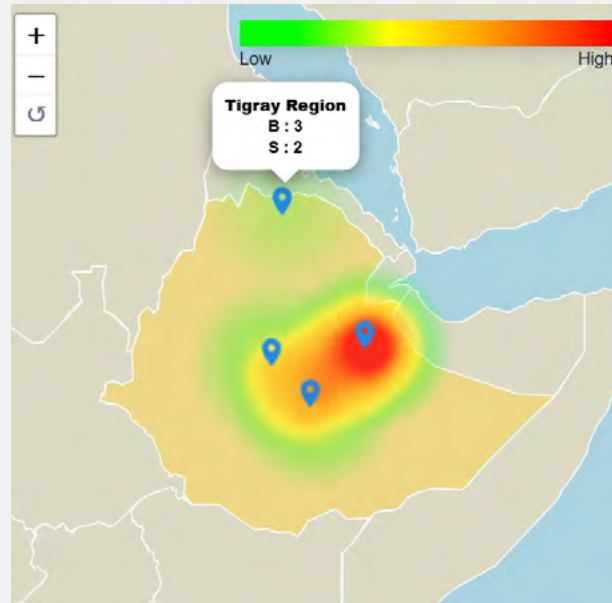 +
−
↺
Low
High
Tigray Region
B : 3
S : 2